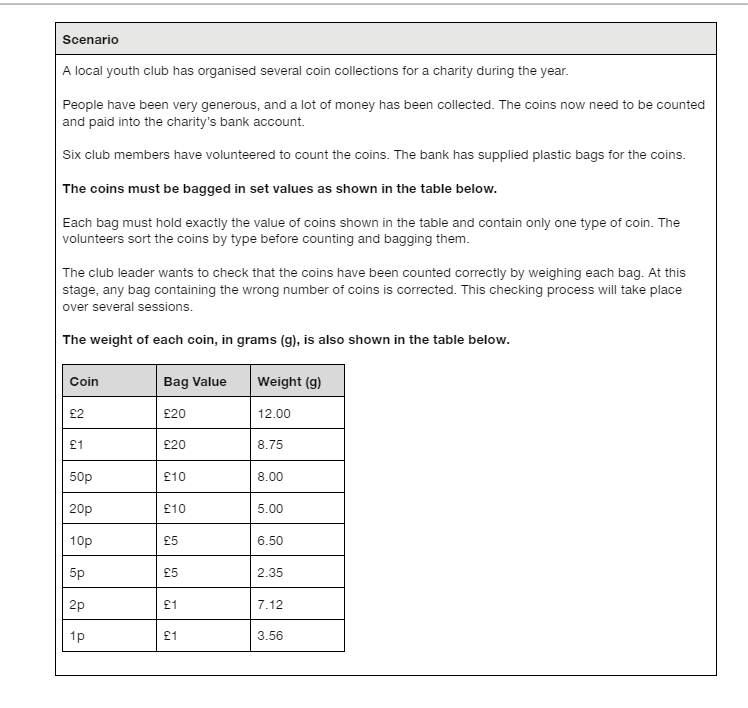 Scenario
A local youth club has organised several coin collections for a charity during the year.
People have been very generous, and a lot of money has been collected. The coins now need to be counted
and paid into the charity's bank account.
Six club members have volunteered to count the coins. The bank has supplied plastic bags for the coins.
The coins must be bagged in set values as shown in the table below.
Each bag must hold exactly the value of coins shown in the table and contain only one type of coin. The
volunteers sort the coins by type before counting and bagging them.
The club leader wants to check that the coins have been counted correctly by weighing each bag. At this
stage, any bag containing the wrong number of coins is corrected. This checking process will take place
over several sessions.
The weight of each coin, in grams (g), is also shown in the table below.
Coin Bag Value Weight (g)
£2 £20 12.00
£1 £20 8.75
50p £10 8.00
20p £10 5.00
10p £5 6.50
5p £5 2.35
2p £1 7.12
1p £1 3.56